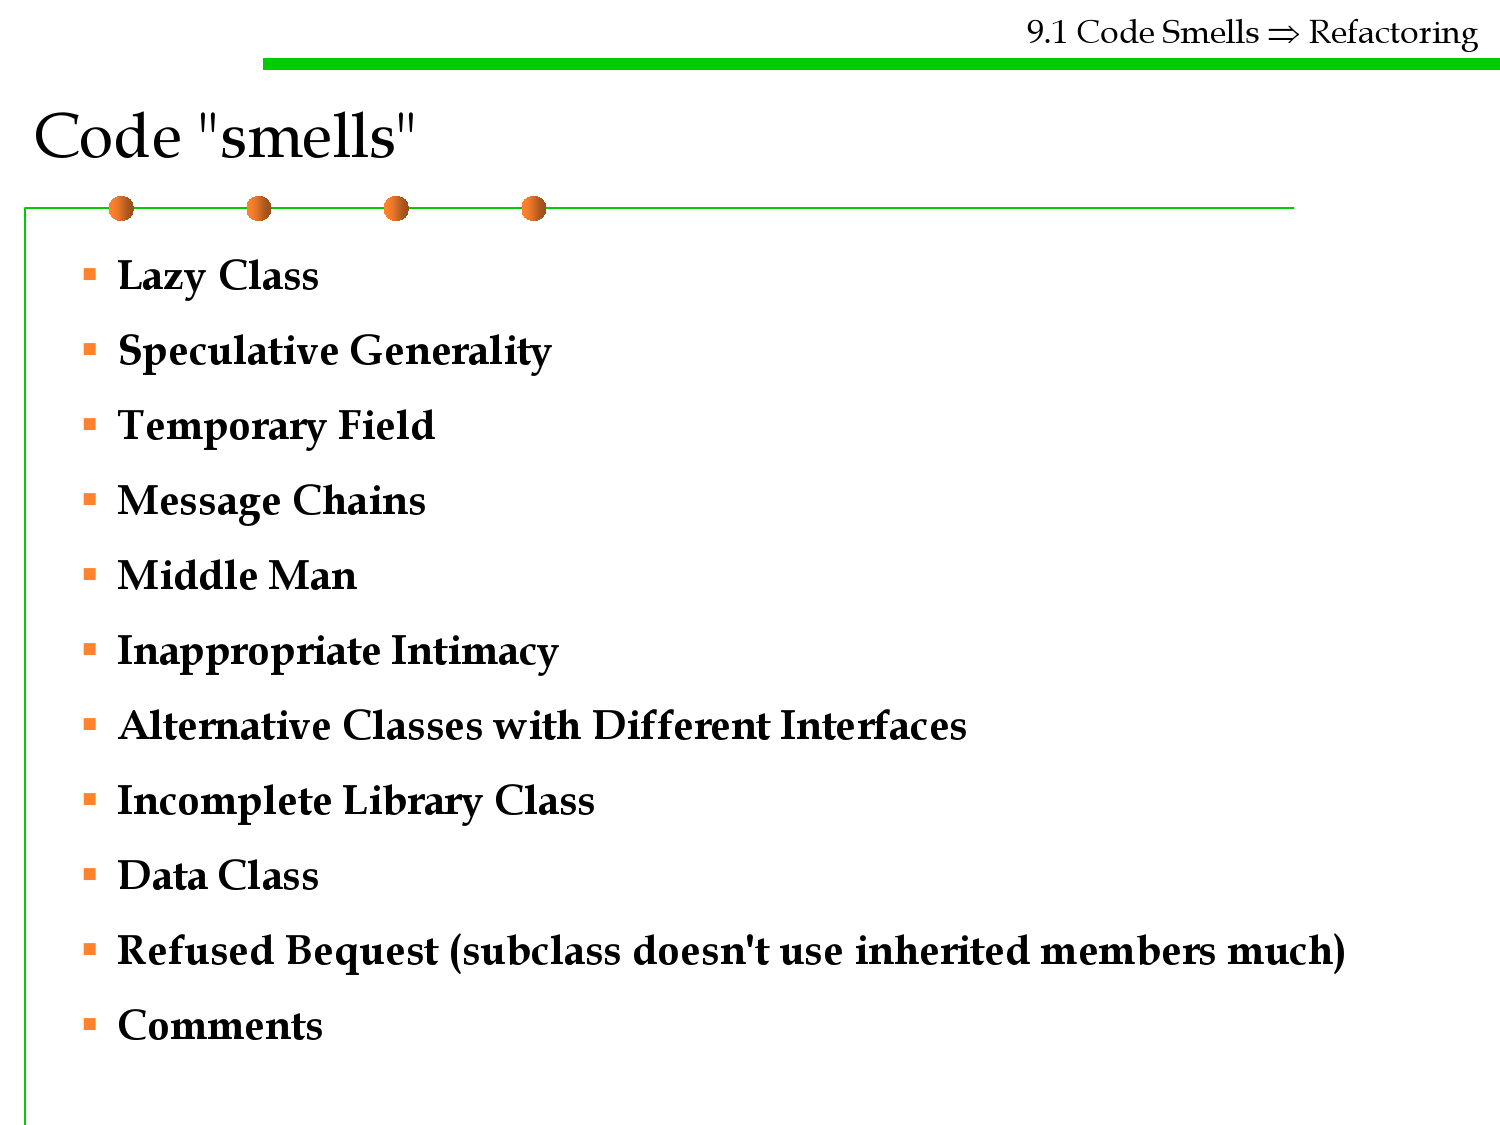 9.1 Code Smells ⇒ Refactoring
Code "smells"
▪ Lazy Class
▪ Speculative Generality
▪ Temporary Field
▪ Message Chains
▪ Middle Man
▪ Inappropriate Intimacy
▪ Alternative Classes with Different Interfaces
▪ Incomplete Library Class
▪ Data Class
▪ Refused Bequest (subclass doesn't use inherited members much)
▪ Comments